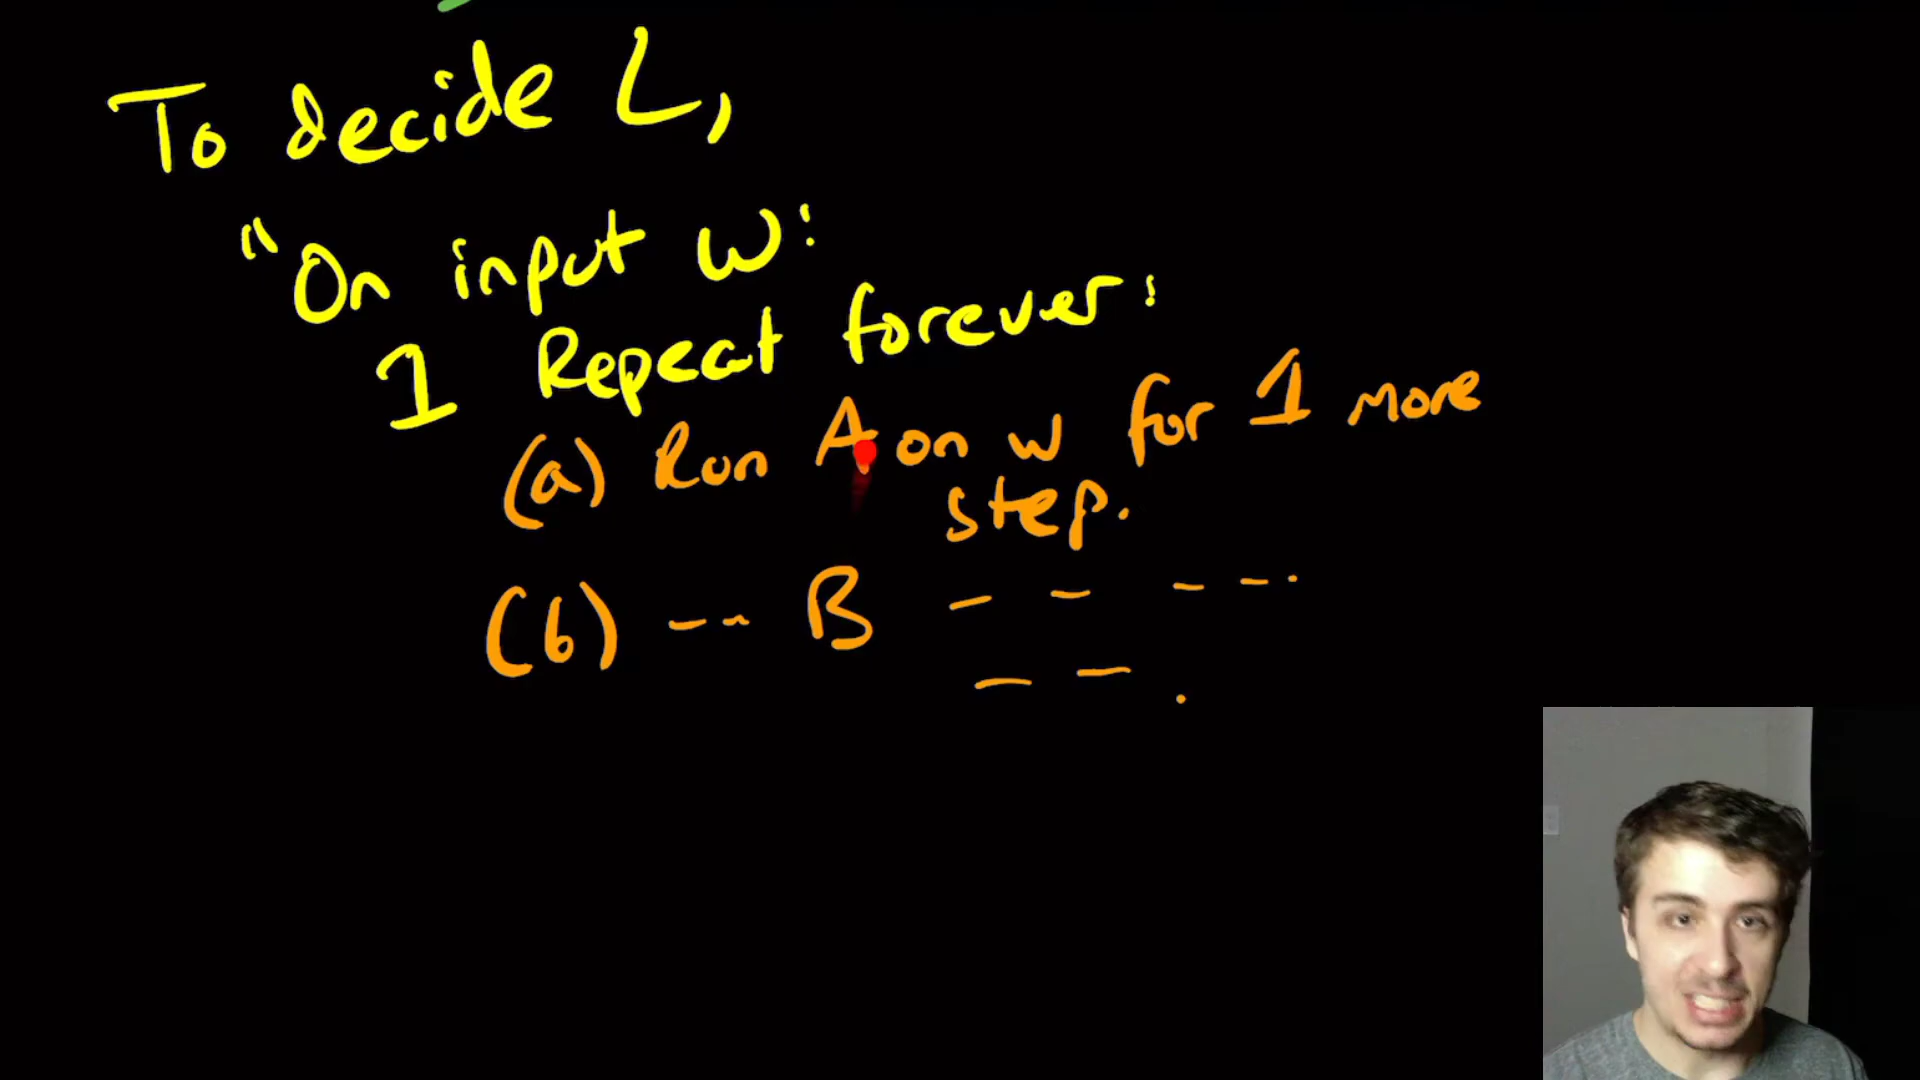 To decide L,
"On input w:
1 Repeat forever:
(a) Run A on w for 1 more
step.
(b) -- B - - - - .
- - .